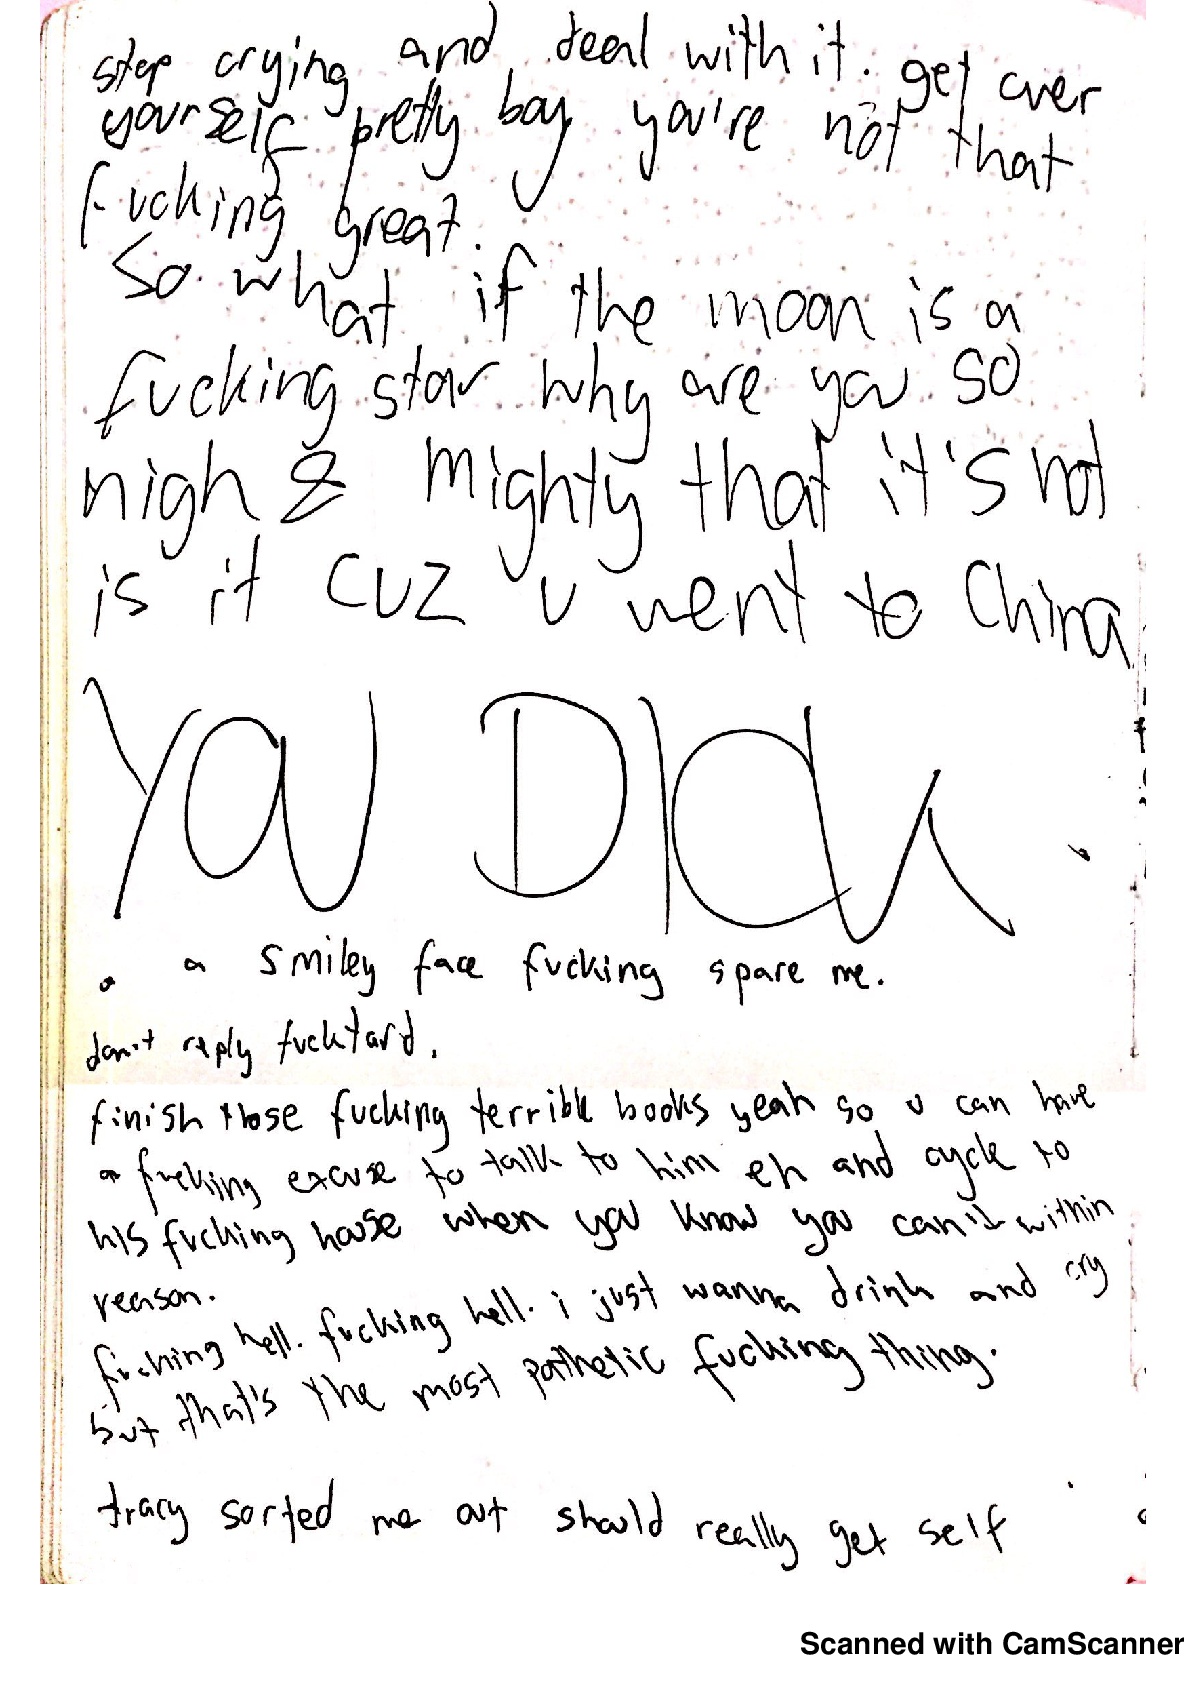 stop crying and deal with it. get over
yourself pretty boy you're not that
fucking great.
So what if the moon is a
fucking star why are you so
high & mighty that it's not
is it cuz u went to China
YOU DICK
a smiley face fucking spare me.
don't reply fucktard.
finish those fucking terrible books yeah so u can have
a fucking excuse to talk to him eh and cycle to
his fucking house when you know you can't within
reason.
fucking hell. fucking hell. i just wanna drink and cry
but that's the most pathetic fucking thing.
tracy sorted me out should really get self
Scanned with CamScanner